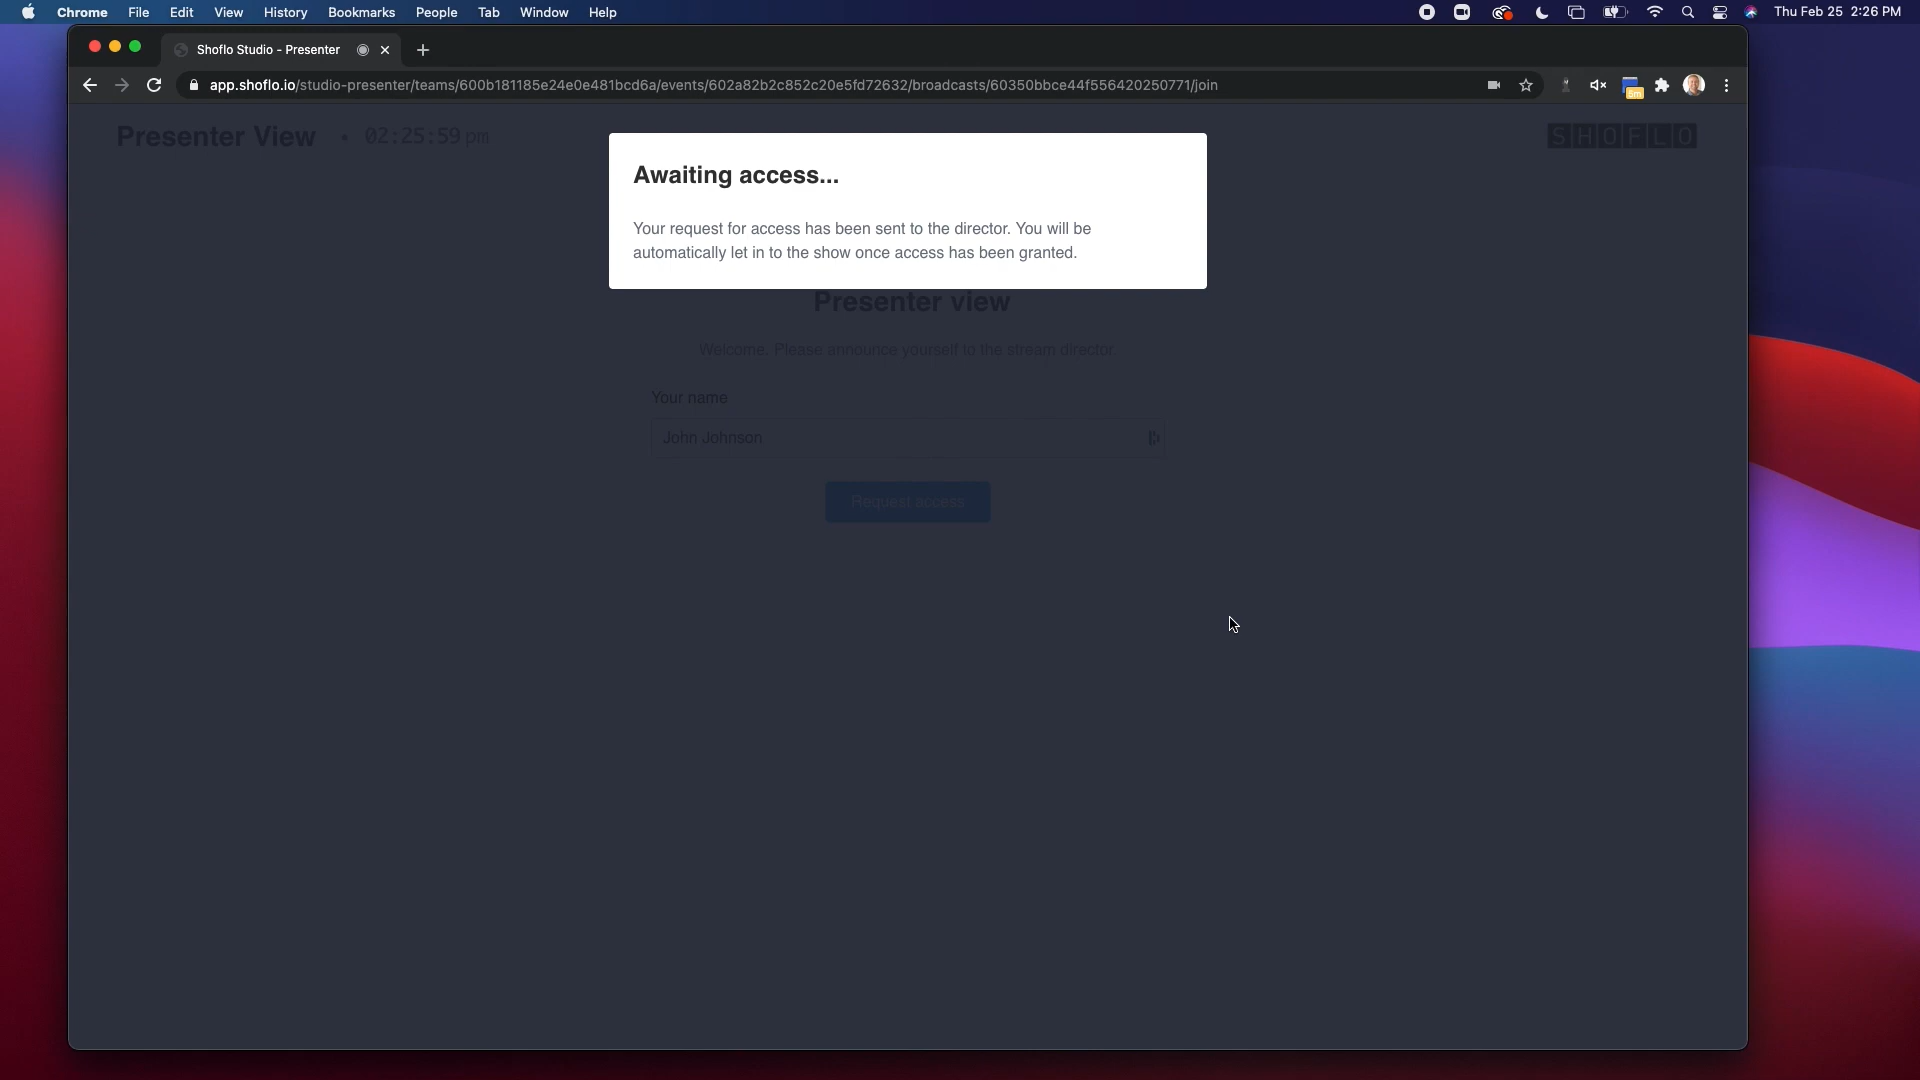 Chrome File Edit View History Bookmarks People Tab Window Help
Thu Feb 25 2:26 PM
Shoflo Studio - Presenter
app.shoflo.io/studio-presenter/teams/600b181185e24e0e481bcd6a/events/602a82b2c852c20e5fd72632/broadcasts/60350bbce44f556420250771/join
6m
Presenter View • 02:25:59 pm
SHOFLO
Awaiting access...
Your request for access has been sent to the director. You will be
automatically let in to the show once access has been granted.
Presenter view
Welcome. Please announce yourself to the stream director
Your name
John Johnson
Request access